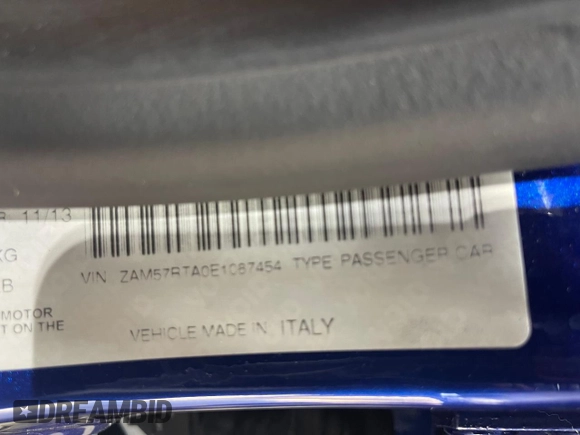 R 11/13
KG
B
VIN ZAM57RTA0E1087454 TYPE PASSENGER CAR
MOTOR
T ON THE
VEHICLE MADE IN ITALY
DREAMBID